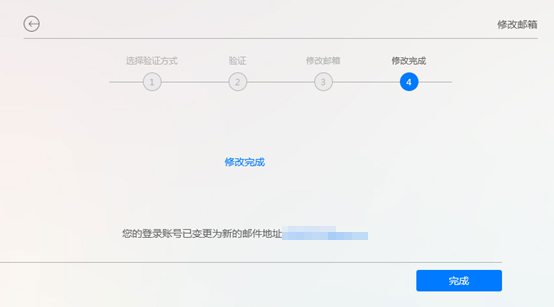 修改邮箱
选择验证方式 验证 修改邮箱 修改完成
1 2 3 4
修改完成
您的登录账号已变更为新的邮件地址
完成